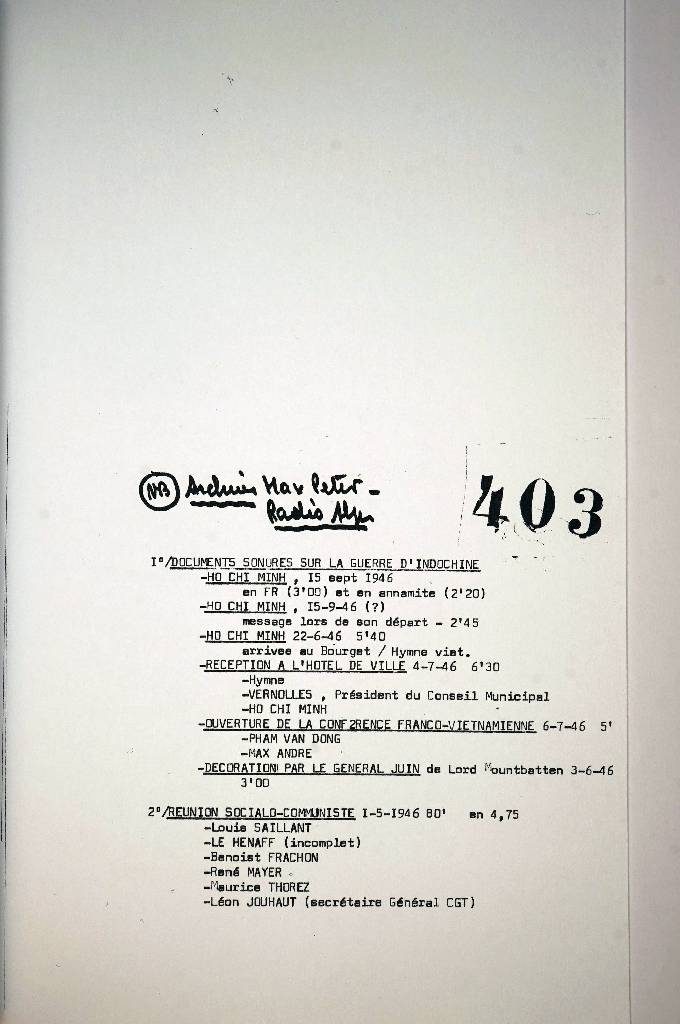 NB Archives Max Peter -
Radio Alger
403
I°/DOCUMENTS SONURES SUR LA GUERRE D'INDOCHINE
-HO CHI MINH , I5 sept 1946
en FR (3'00) et en annamite (2'20)
-HO CHI MINH , I5-9-46 (?)
message lors de son départ - 2'45
-HO CHI MINH 22-6-46 5'40
arrivee au Bourget / Hymne viet.
-RECEPTION A L'HOTEL DE VILLE 4-7-46 6'30
-Hymne
-VERNOLLES , Président du Conseil Municipal
-HO CHI MINH
-OUVERTURE DE LA CONF2RENCE FRANCO-VIETNAMIENNE 6-7-46 5'
-PHAM VAN DONG
-MAX ANDRE
-DECORATION PAR LE GENERAL JUIN de Lord Mountbatten 3-6-46
3'00
2°/REUNION SOCIALO-COMMUNISTE I-5-I946 80' en 4,75
-Louis SAILLANT
-LE HENAFF (incomplet)
-Benoist FRACHON
-René MAYER
-Maurice THOREZ
-Léon JOUHAUT (secrétaire Général CGT)